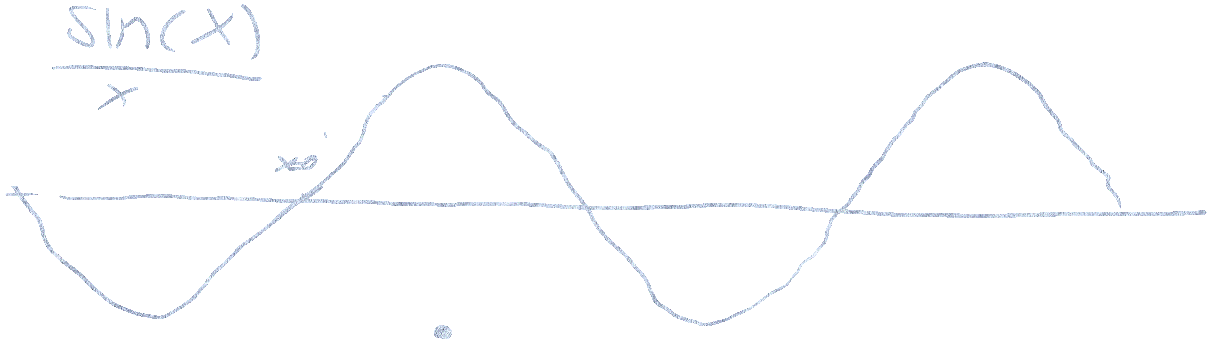 sin(x)
x
x=0